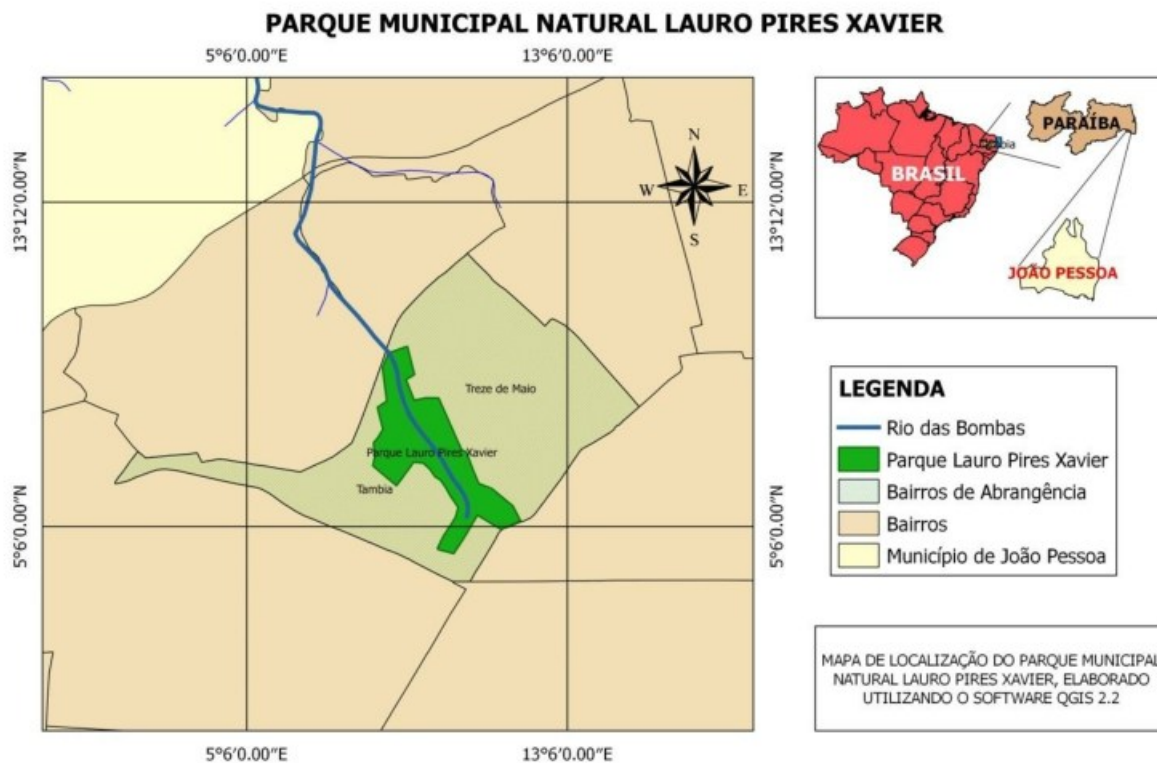 PARQUE MUNICIPAL NATURAL LAURO PIRES XAVIER
5°6'0.00"E
13°6'0.00"E
13°12'0.00"N
5°6'0.00"N
N
W
E
S
Treze de Maio
Parque Lauro Pires Xavier
Tambia
5°6'0.00"E
13°6'0.00"E
13°12'0.00"N
5°6'0.00"N
BRASIL
PARAÍBA
JOÃO PESSOA
LEGENDA
Rio das Bombas
Parque Lauro Pires Xavier
Bairros de Abrangência
Bairros
Município de João Pessoa
MAPA DE LOCALIZAÇÃO DO PARQUE MUNICIPAL
NATURAL LAURO PIRES XAVIER, ELABORADO
UTILIZANDO O SOFTWARE QGIS 2.2